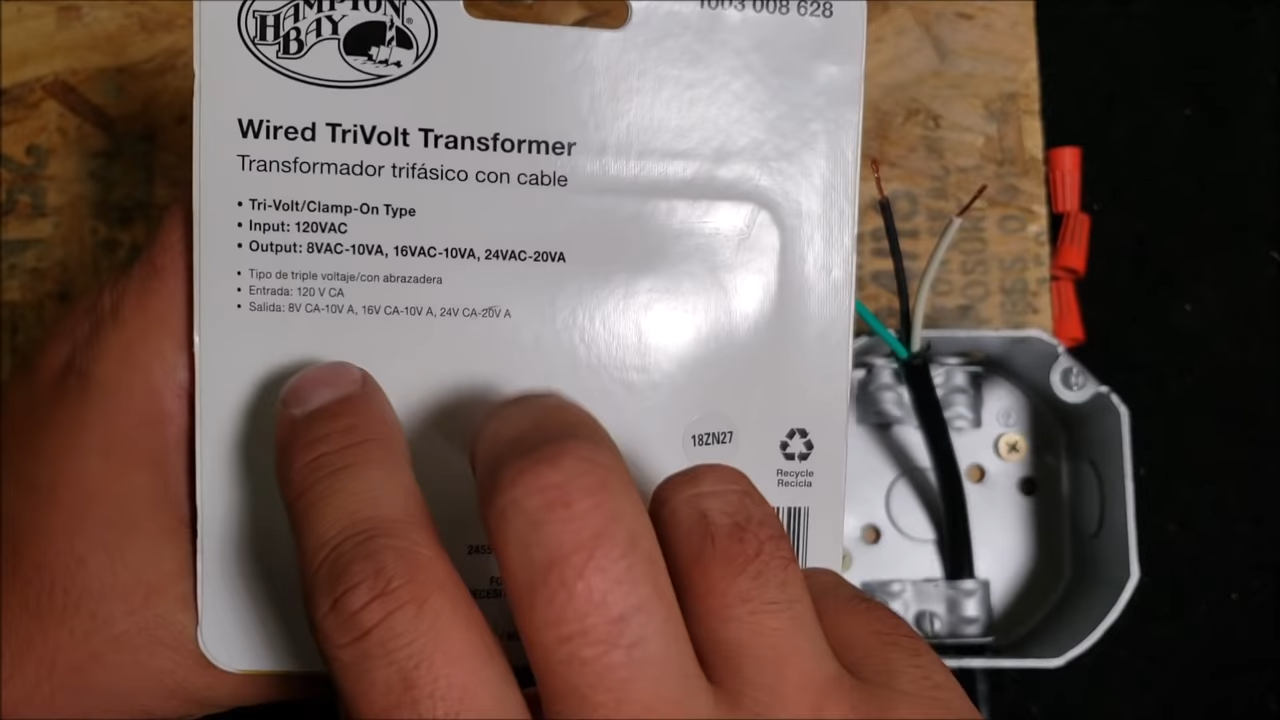 HAMPTON
BAY
®
1003 008 628
Wired TriVolt Transformer
Transformador trifásico con cable
• Tri-Volt/Clamp-On Type
• Input: 120VAC
• Output: 8VAC-10VA, 16VAC-10VA, 24VAC-20VA
• Tipo de triple voltaje/con abrazadera
• Entrada: 120 V CA
• Salida: 8V CA-10V A, 16V CA-10V A, 24V CA-20V A
18ZN27
Recycle
Recicla